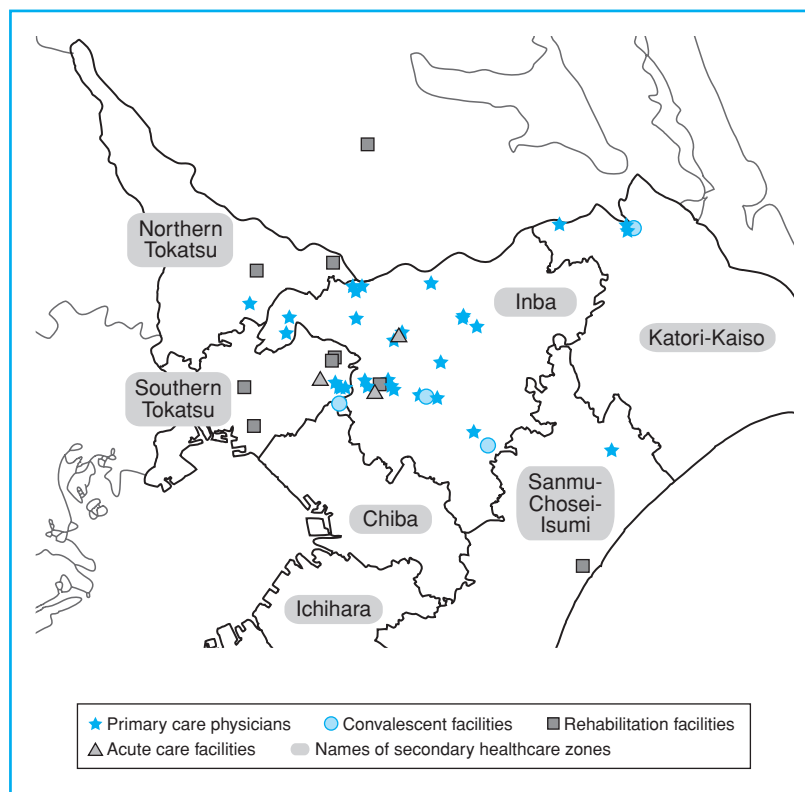 Northern
Tokatsu
Inba
Katori-Kaiso
Southern
Tokatsu
Sanmu-
Chosei-
Isumi
Chiba
Ichihara
Primary care physicians
Convalescent facilities
Rehabilitation facilities
Acute care facilities
Names of secondary healthcare zones